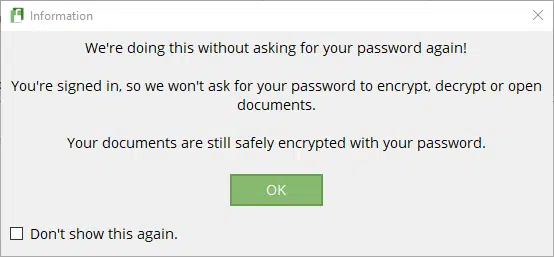 Information
We're doing this without asking for your password again!
You're signed in, so we won't ask for your password to encrypt, decrypt or open
documents.
Your documents are still safely encrypted with your password.
OK
Don't show this again.